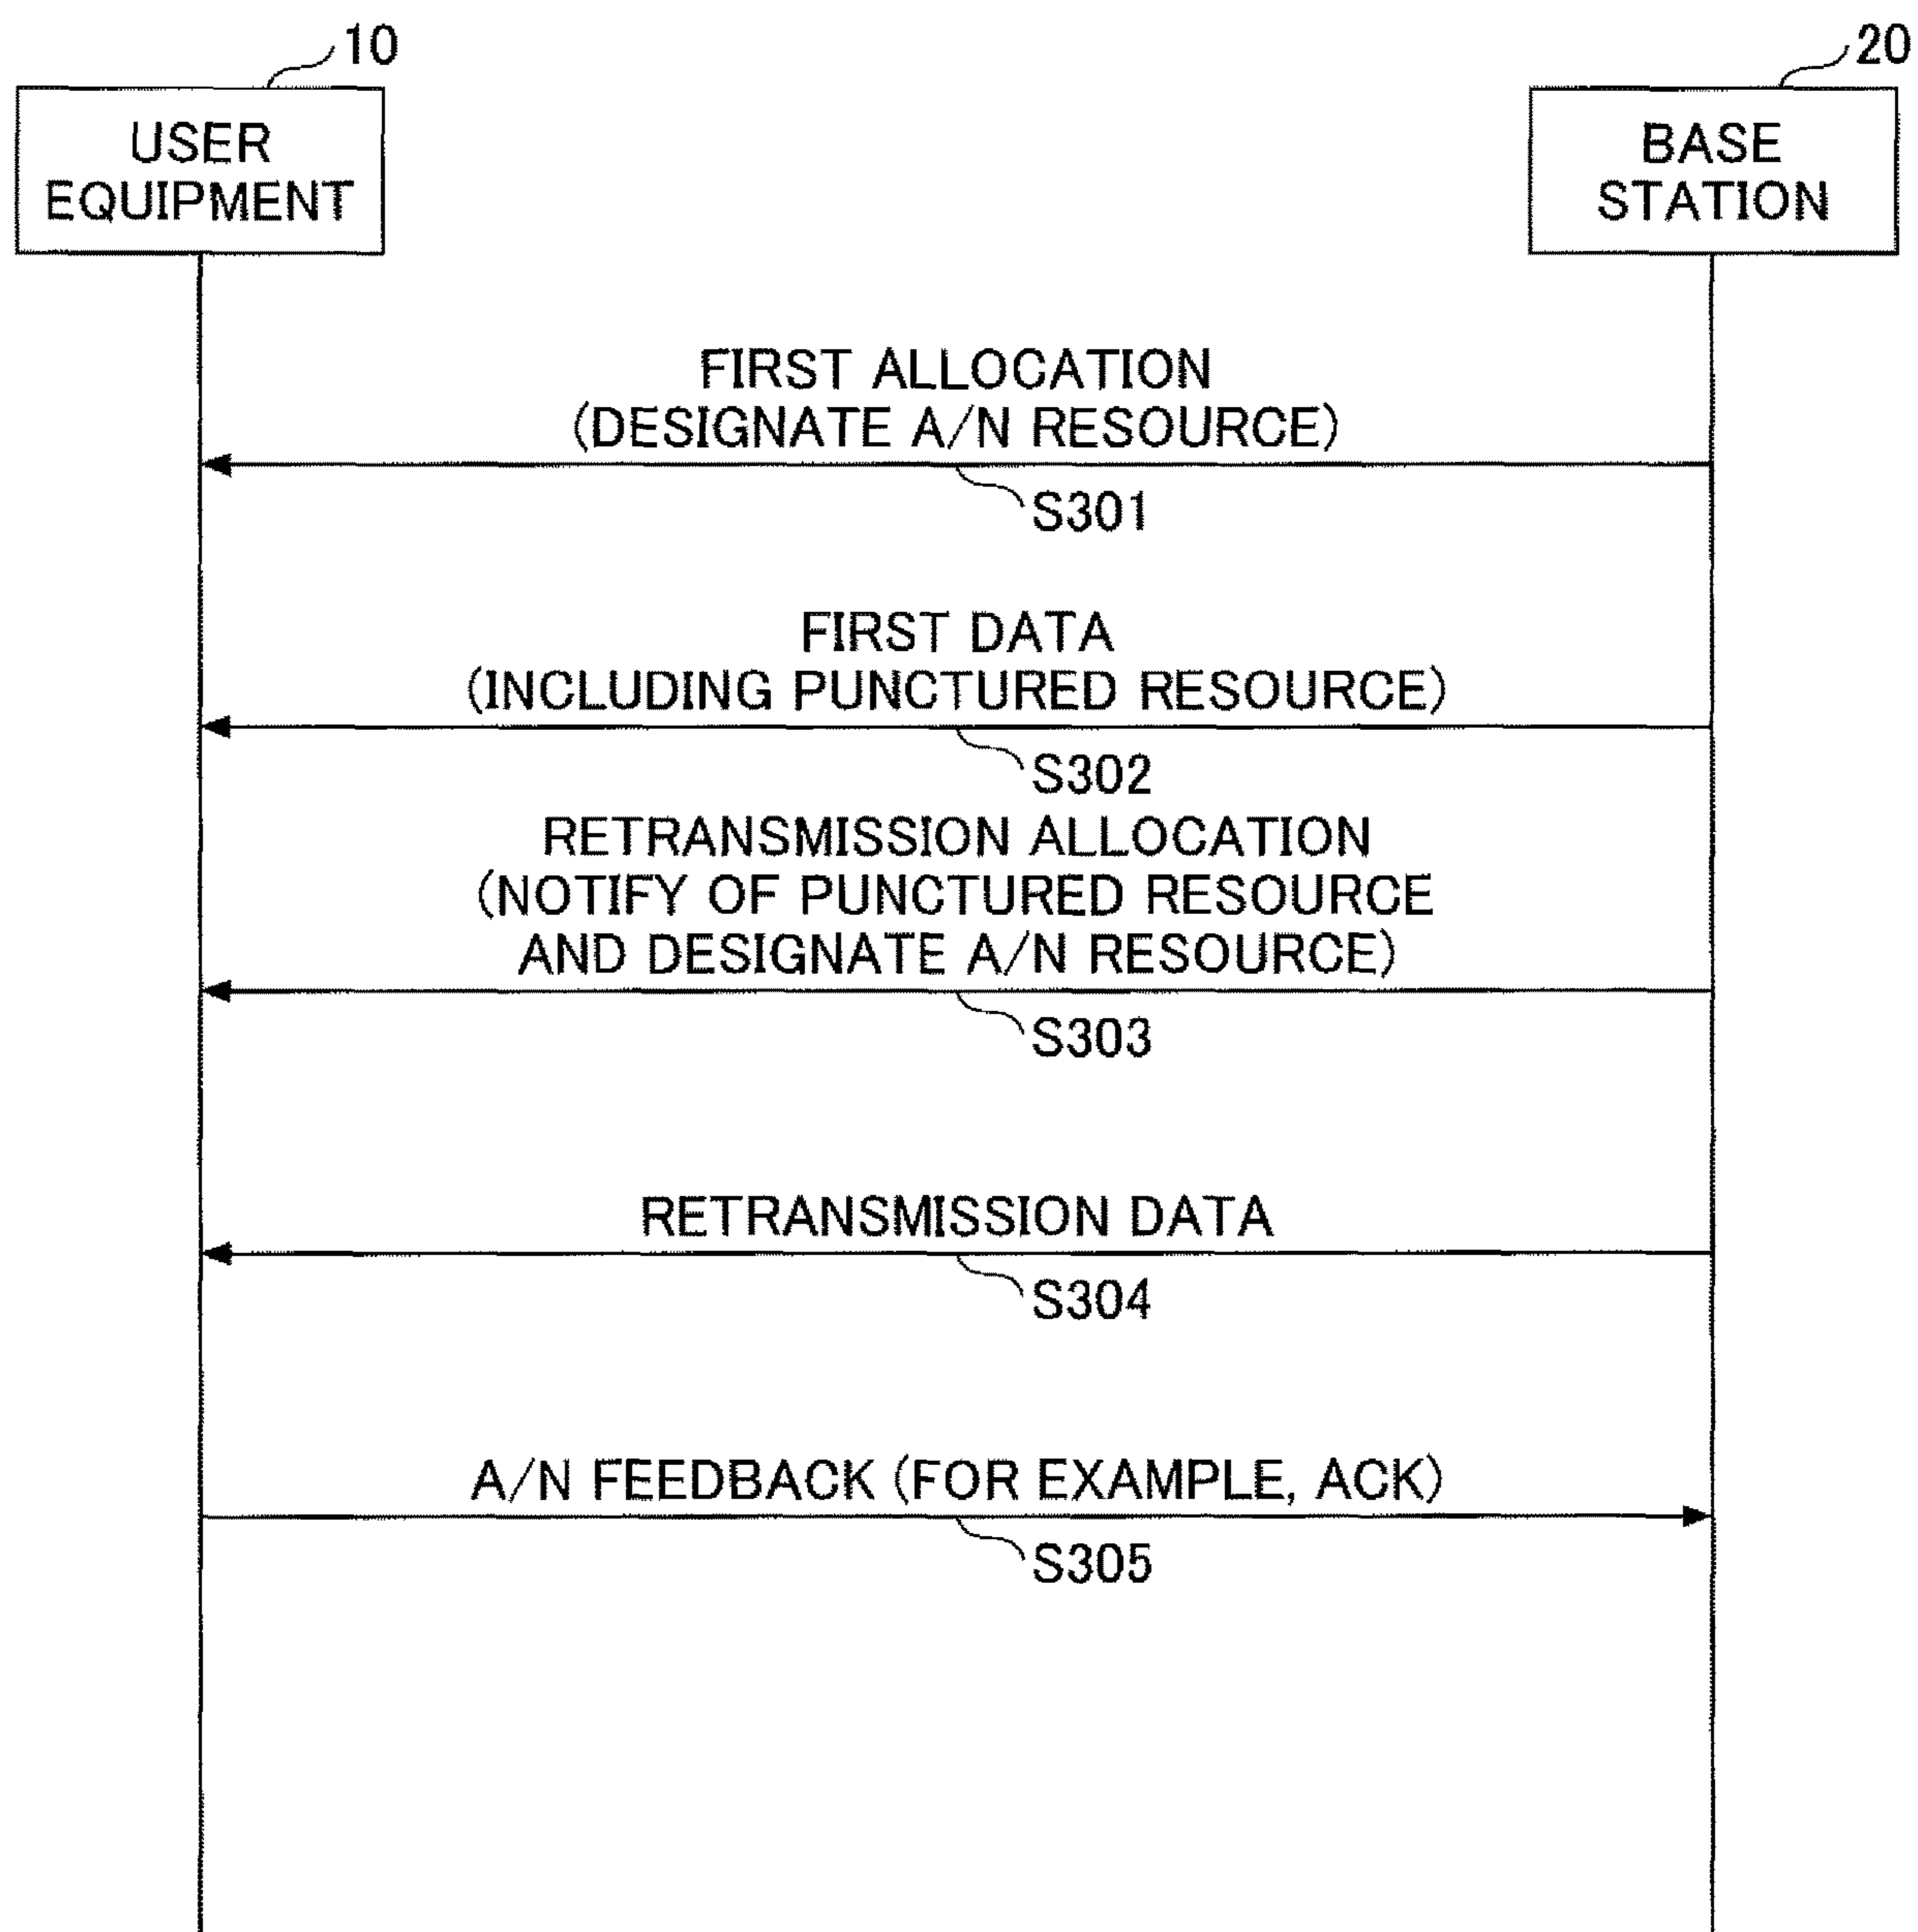 10
20
USER
EQUIPMENT
BASE
STATION
FIRST ALLOCATION
(DESIGNATE A/N RESOURCE)
S301
FIRST DATA
(INCLUDING PUNCTURED RESOURCE)
S302
RETRANSMISSION ALLOCATION
(NOTIFY OF PUNCTURED RESOURCE
AND DESIGNATE A/N RESOURCE)
S303
RETRANSMISSION DATA
S304
A/N FEEDBACK (FOR EXAMPLE, ACK)
S305